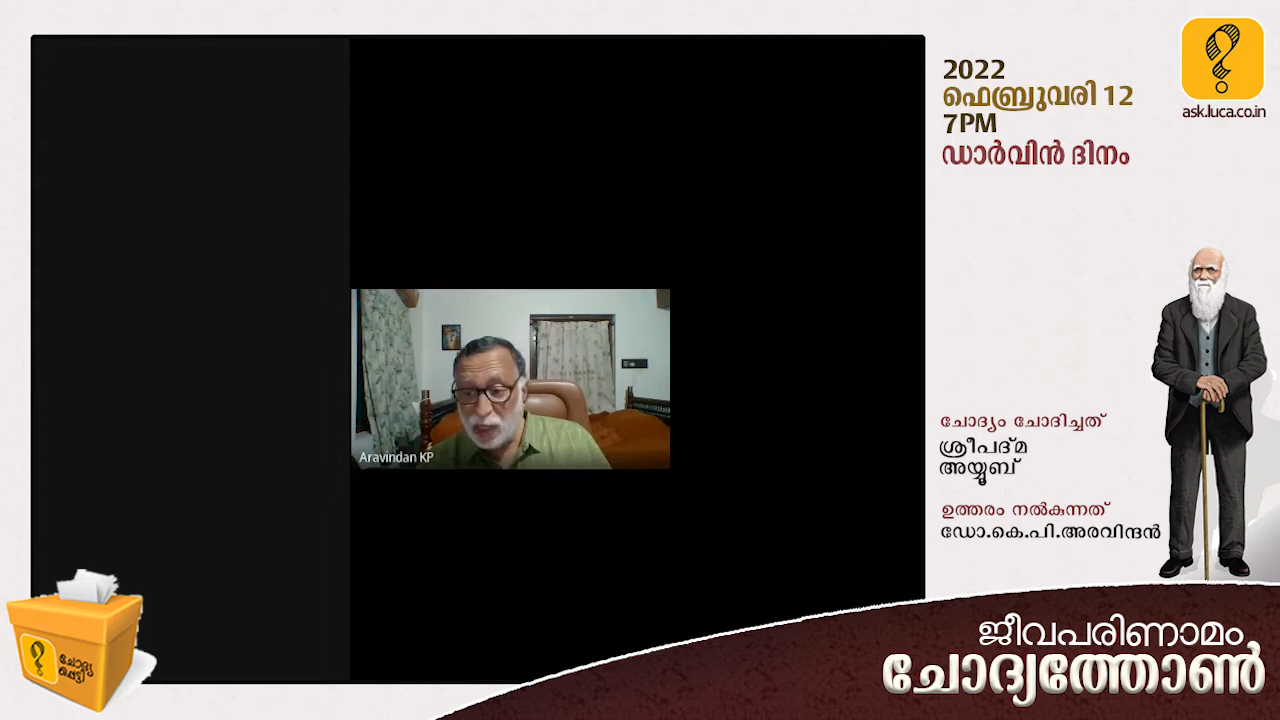 2022
ഫെബ്രുവരി 12
7PM
ഡാർവിൻ ദിനം
ask.luca.co.in
Aravindan KP
ചോദ്യം ചോദിച്ചത്
ശ്രീപദ്മ
അയ്യൂബ്
ഉത്തരം നൽകുന്നത്
ഡോ.കെ.പി.അരവിന്ദൻ
ചോദ്യ
പ്പെട്ടി
ജീവപരിണാമം
ചോദ്യത്തോൺ